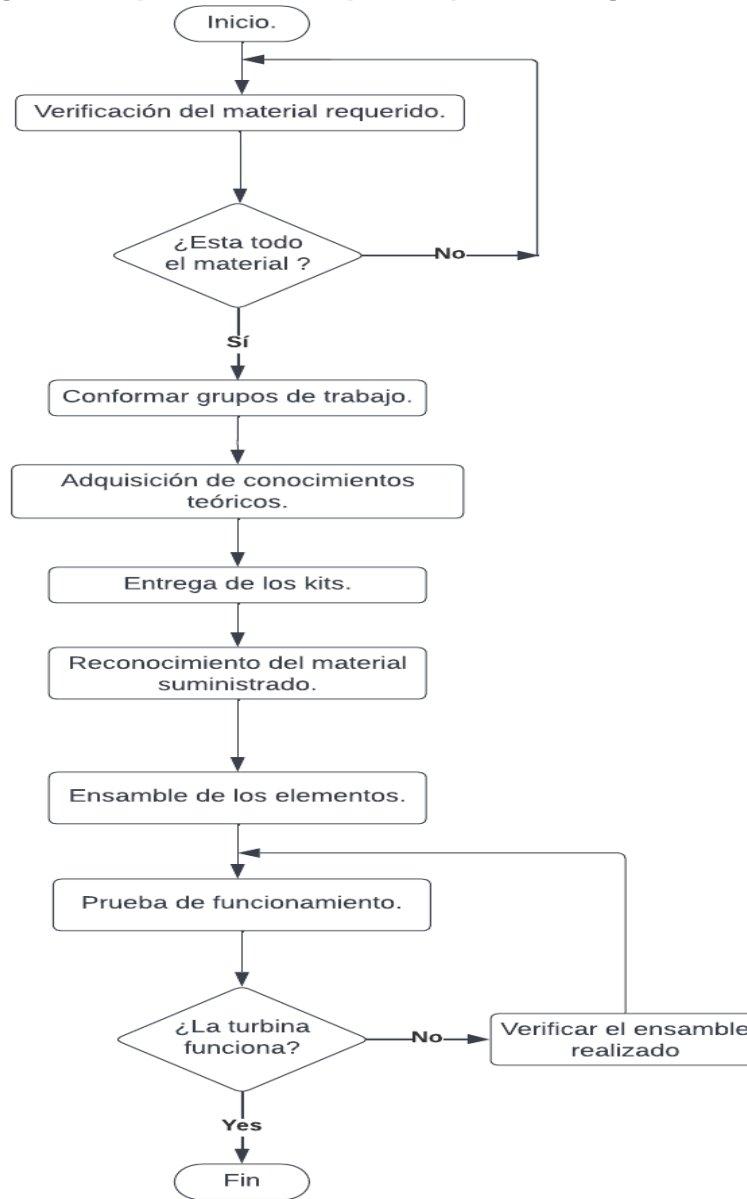 Inicio.
Verificación del material requerido.
¿Esta todo
el material ?
No
Sí
Conformar grupos de trabajo.
Adquisición de conocimientos
teóricos.
Entrega de los kits.
Reconocimiento del material
suministrado.
Ensamble de los elementos.
Prueba de funcionamiento.
¿La turbina
funciona?
No
Verificar el ensamble
realizado
Yes
Fin